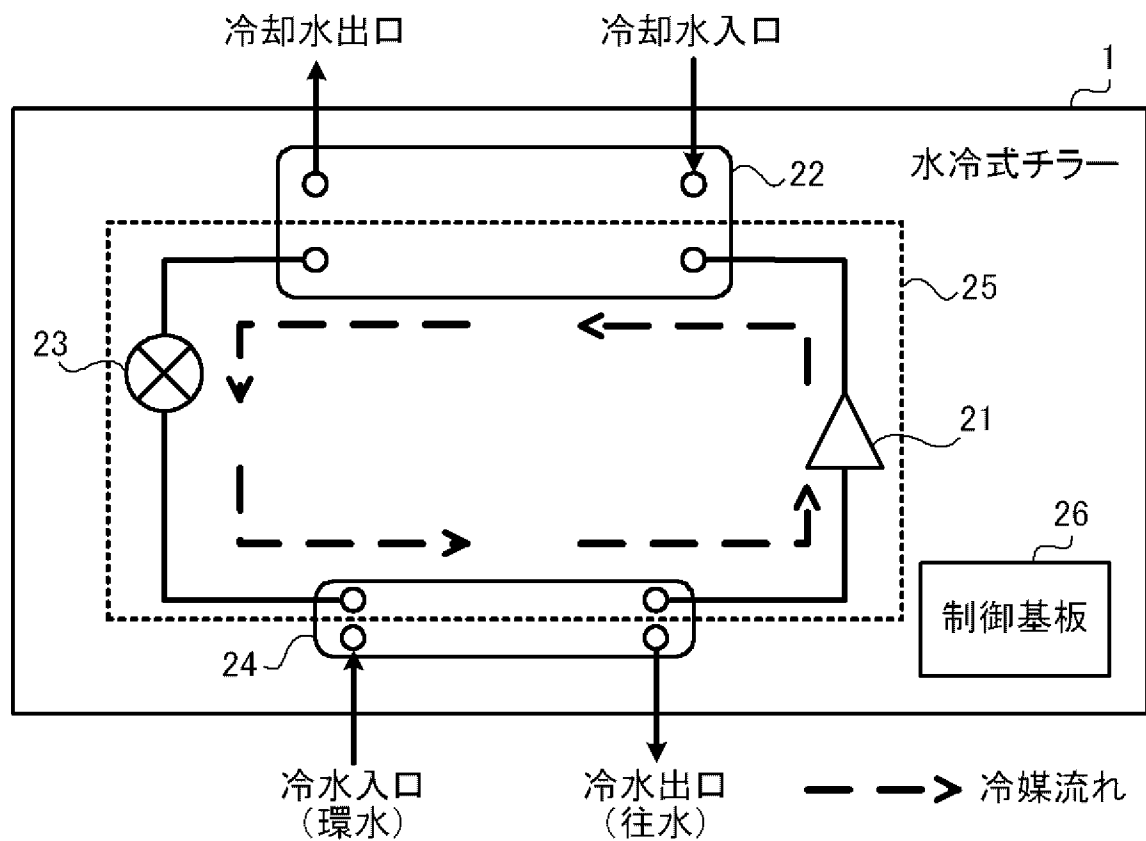 冷却水出口
冷却水入口
1
水冷式チラー
22
25
23
21
26
制御基板
24
冷水入口
(環水)
冷水出口
(往水)
冷媒流れ